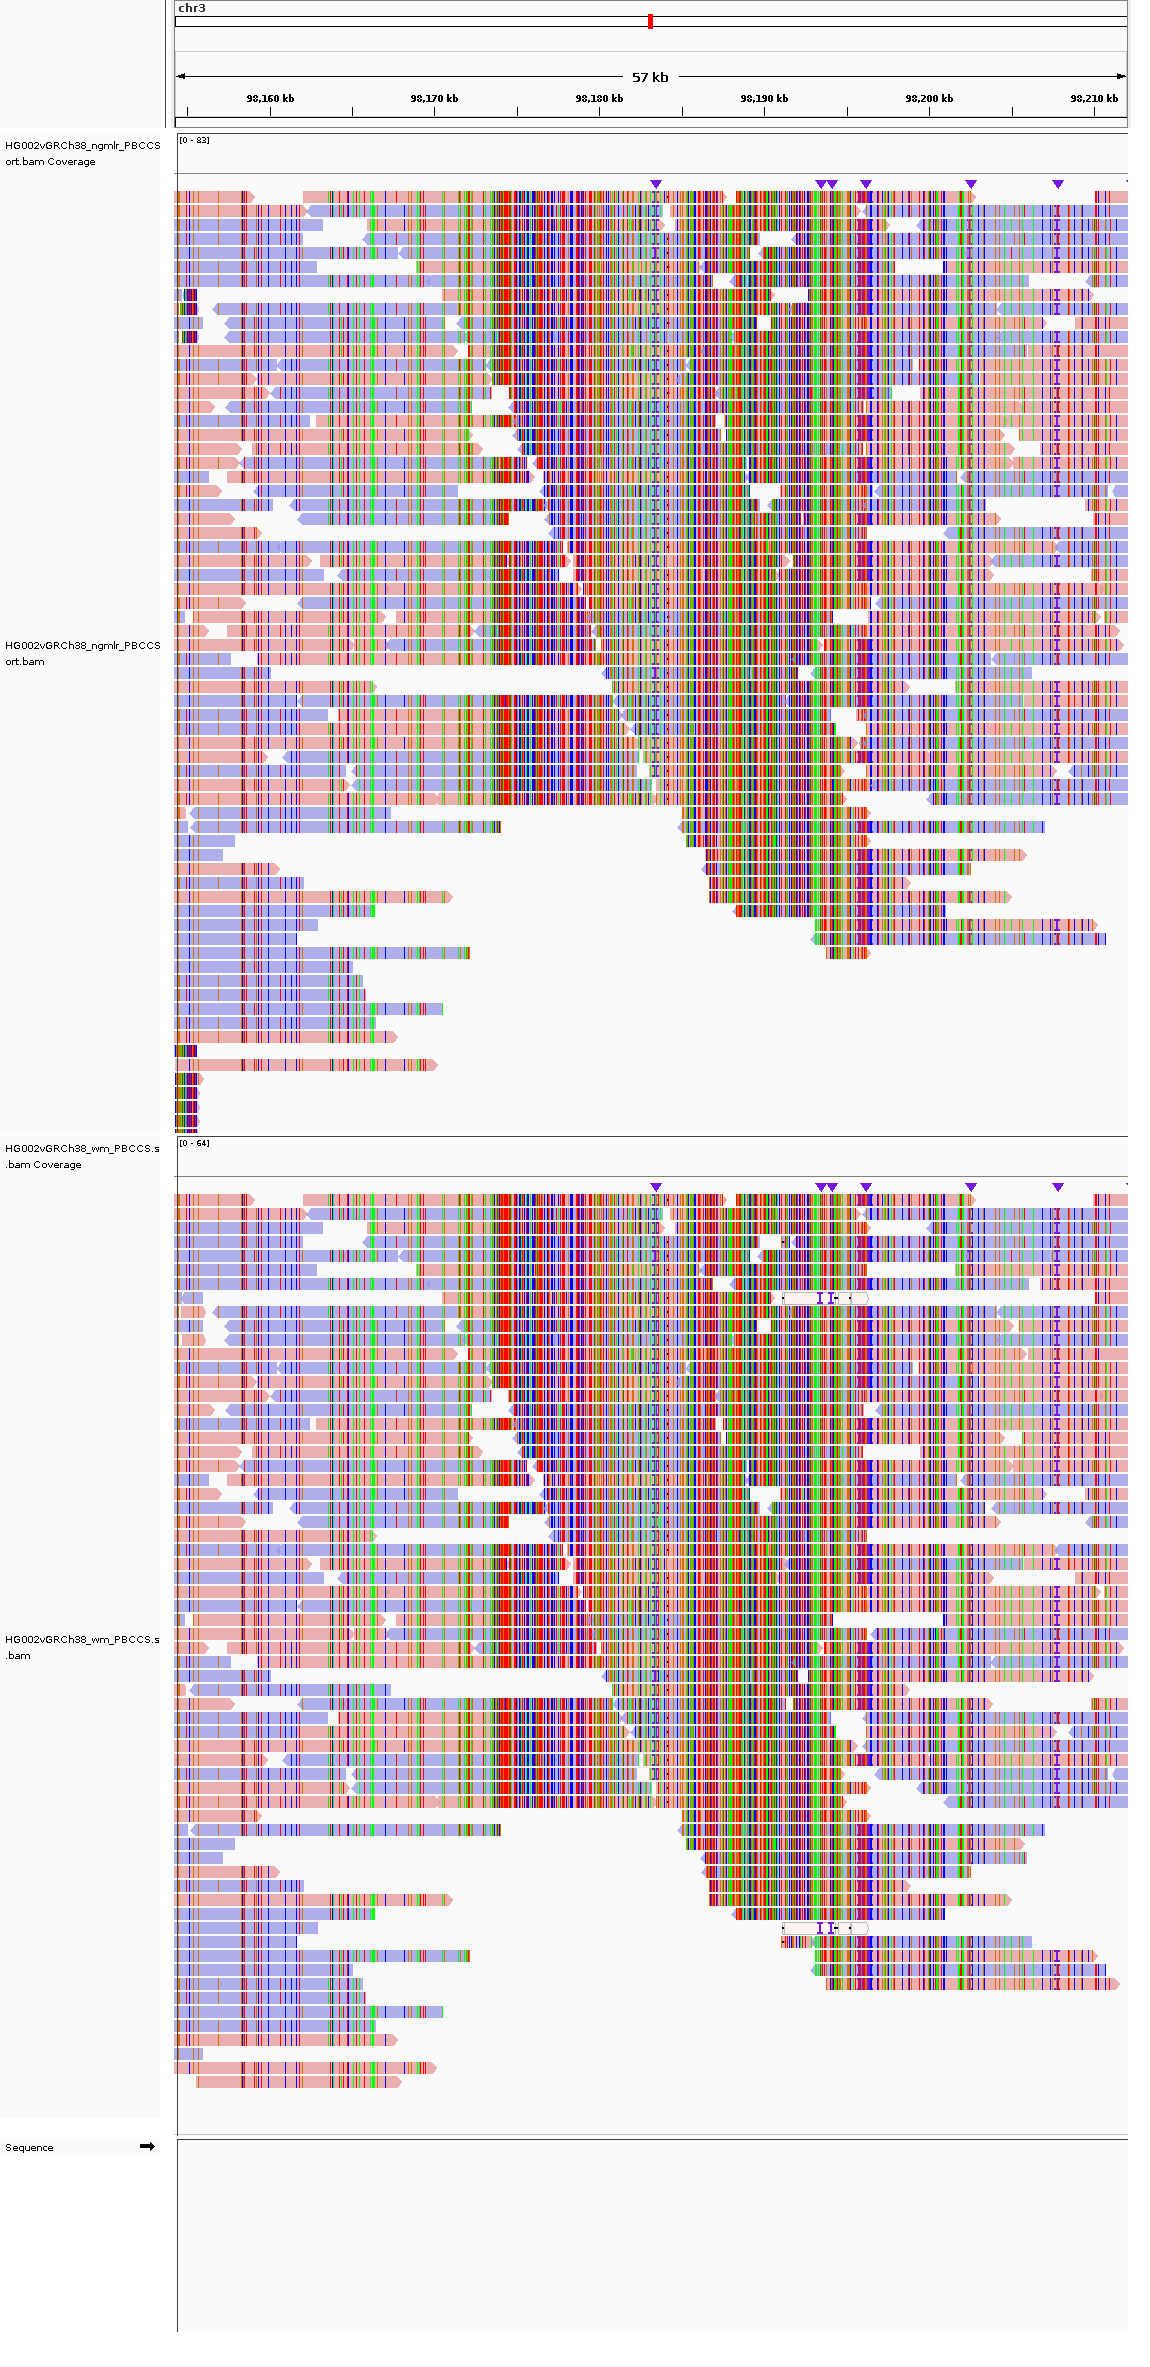 chr3
57 kb
98,160 kb 98,170 kb 98,180 kb 98,190 kb 98,200 kb 98,210 kb
HG002vGRCh38_ngmlr_PBCCS
ort.bam Coverage
[0 - 83]
HG002vGRCh38_ngmlr_PBCCS
ort.bam
HG002vGRCh38_wm_PBCCS.s
.bam Coverage
[0 - 64]
HG002vGRCh38_wm_PBCCS.s
.bam
Sequence